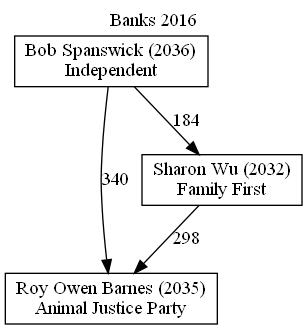 Banks 2016
Bob Spanswick (2036)
Independent
184
Sharon Wu (2032)
Family First
340
298
Roy Owen Barnes (2035)
Animal Justice Party